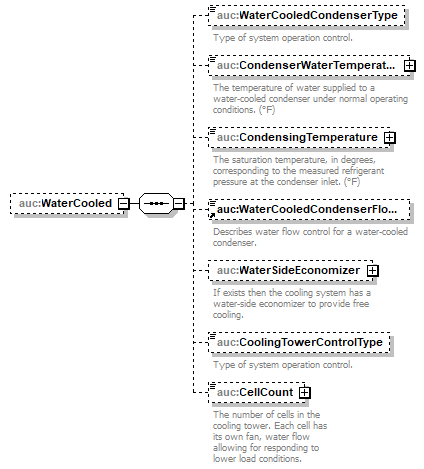 auc:WaterCooledCondenserType
Type of system operation control.
auc:CondenserWaterTemperat...
The temperature of water supplied to a
water-cooled condenser under normal operating
conditions. (°F)
auc:CondensingTemperature
The saturation temperature, in degrees,
corresponding to the measured refrigerant
pressure at the condenser inlet. (°F)
auc:WaterCooled
auc:WaterCooledCondenserFlo...
Describes water flow control for a water-cooled
condenser.
auc:WaterSideEconomizer
If exists then the cooling system has a
water-side economizer to provide free
cooling.
auc:CoolingTowerControlType
Type of system operation control.
auc:CellCount
The number of cells in the
cooling tower. Each cell has
its own fan, water flow
allowing for responding to
lower load conditions.